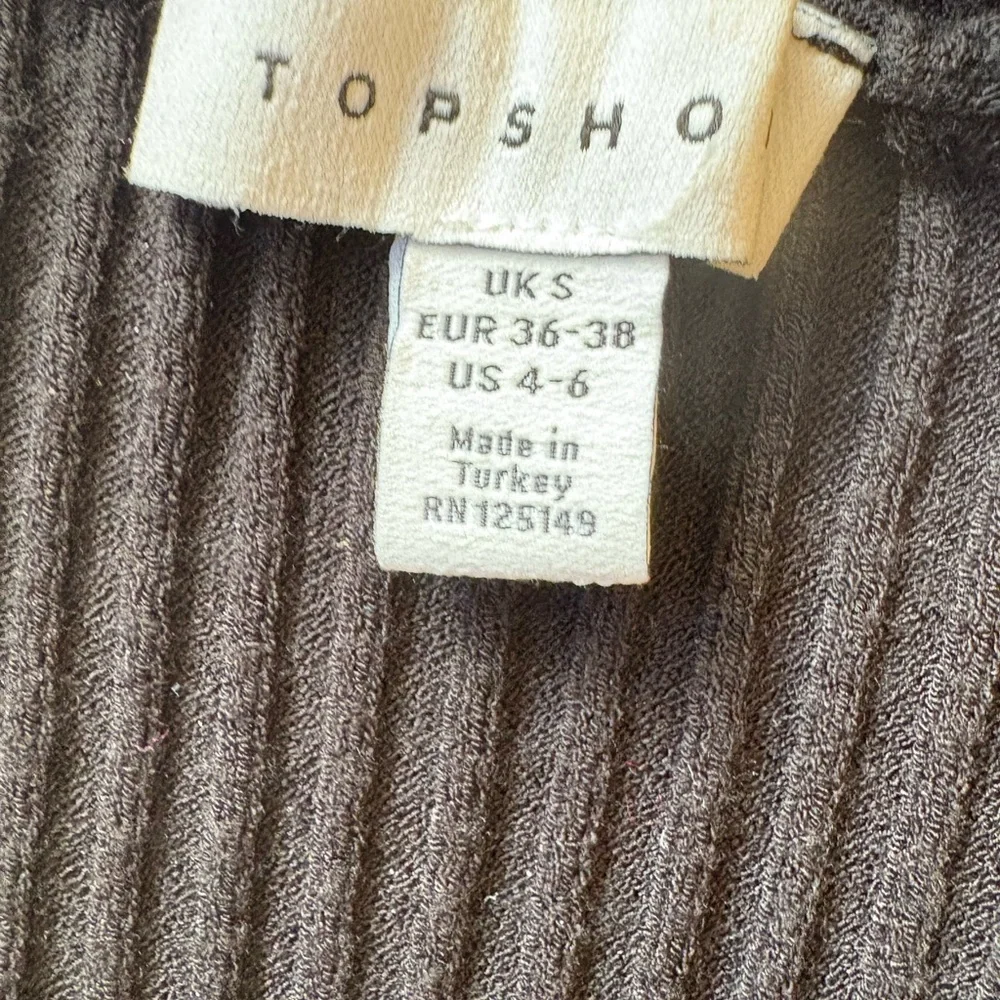 TOPSHO
UK S
EUR 36-38
US 4-6
Made in
Turkey
RN125149